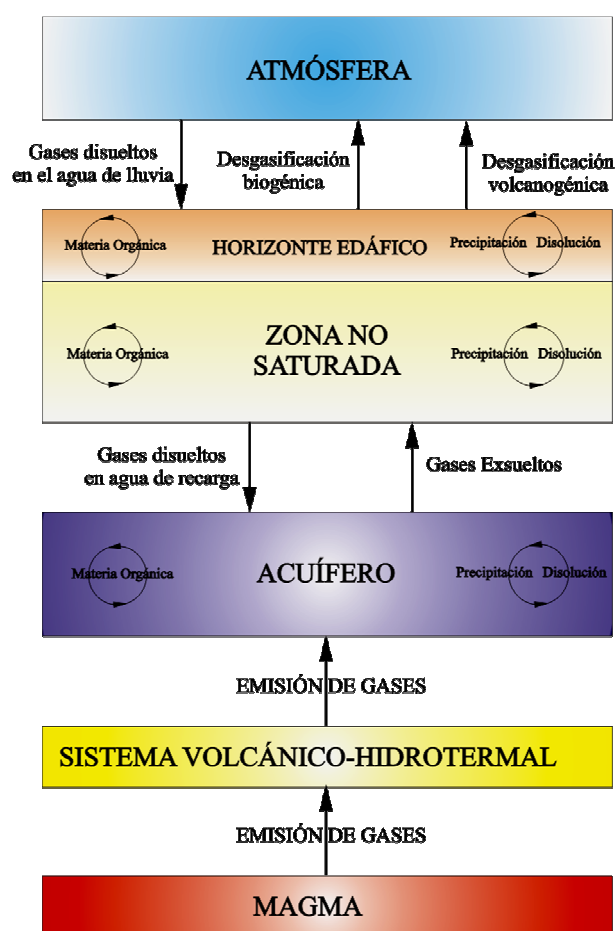 ATMÓSFERA
Gases disueltos
en el agua de lluvia
Desgasificación
biogénica
Desgasificación
volcanogénica
Materia Orgánica
HORIZONTE EDÁFICO
Precipitación Disolución
Materia Orgánica
ZONA NO
SATURADA
Precipitación Disolución
Gases disueltos
en agua de recarga
Gases Exsueltos
Materia Orgánica
ACUÍFERO
Precipitación Disolución
EMISIÓN DE GASES
SISTEMA VOLCÁNICO-HIDROTERMAL
EMISIÓN DE GASES
MAGMA